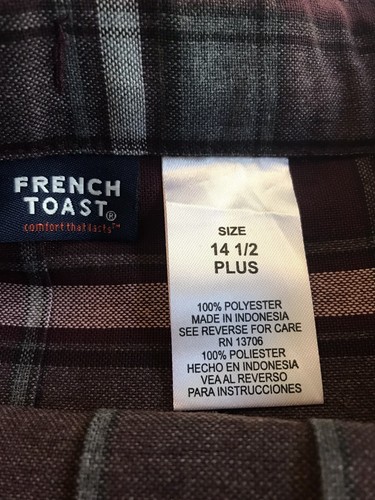 FRENCH
TOAST®
comfort that lasts™
SIZE
14 1/2
PLUS
100% POLYESTER
MADE IN INDONESIA
SEE REVERSE FOR CARE
RN 13706
100% POLIESTER
HECHO EN INDONESIA
VEA AL REVERSO
PARA INSTRUCCIONES